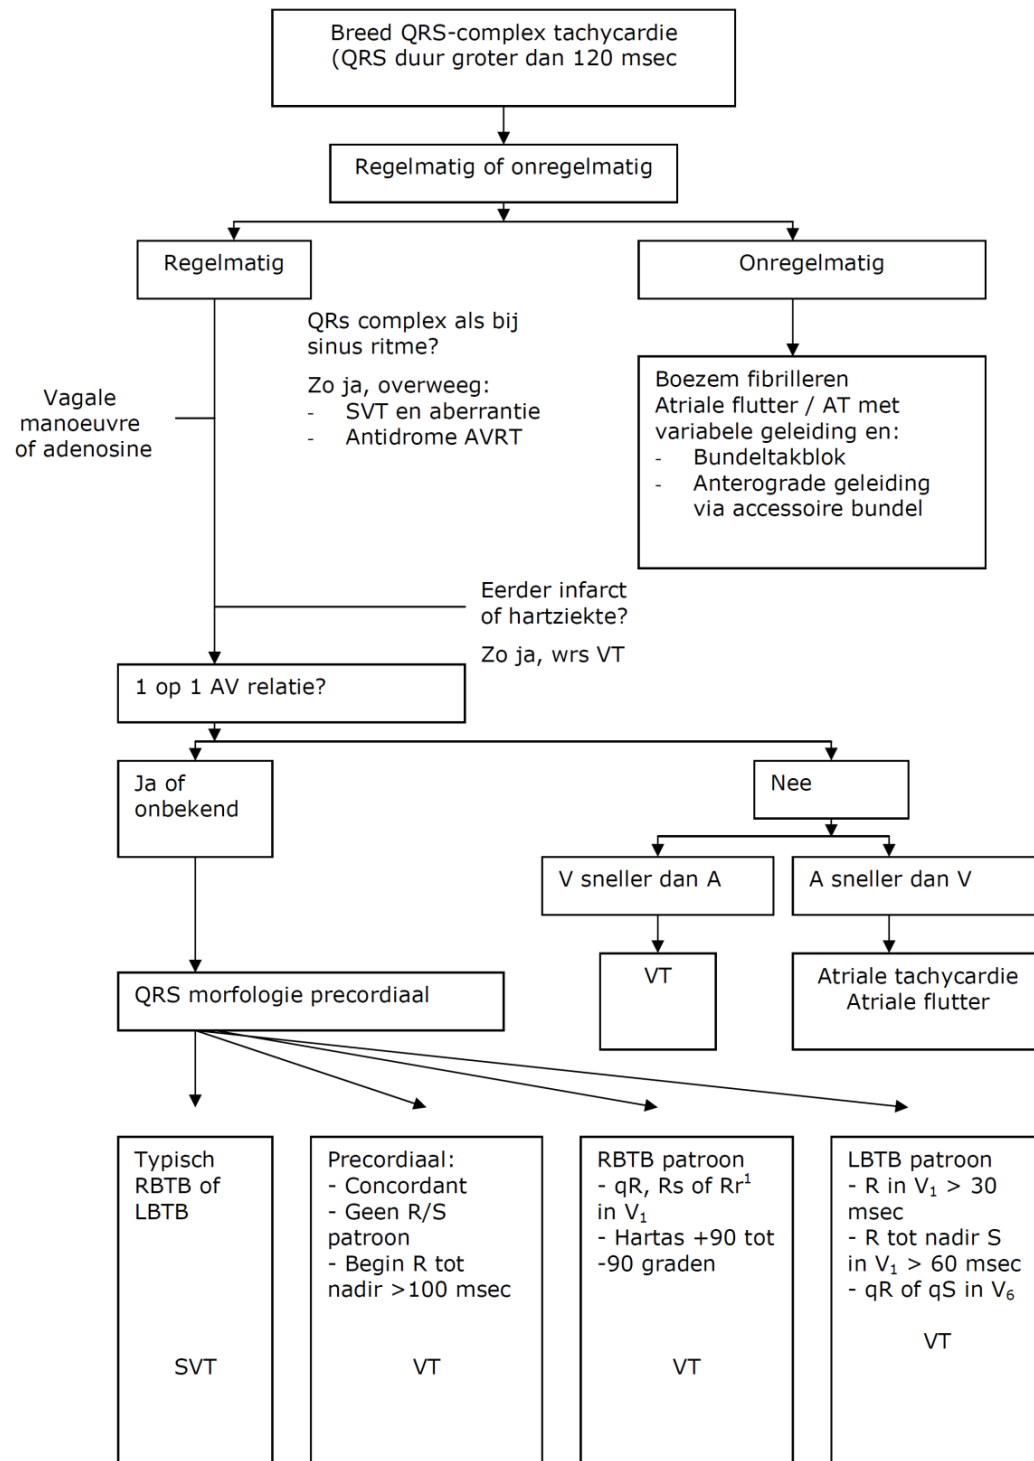 Breed QRS-complex tachycardie
(QRS duur groter dan 120 msec
Regelmatig of onregelmatig
Regelmatig
Onregelmatig
QRs complex als bij
sinus ritme?
Zo ja, overweeg:
- SVT en aberrantie
- Antidrome AVRT
Vagale
manoeuvre
of adenosine
Boezem fibrilleren
Atriale flutter / AT met
variabele geleiding en:
- Bundeltakblok
- Anterograde geleiding
via accessoire bundel
Eerder infarct
of hartziekte?
Zo ja, wrs VT
1 op 1 AV relatie?
Ja of
onbekend
Nee
V sneller dan A
A sneller dan V
VT
Atriale tachycardie
Atriale flutter
QRS morfologie precordiaal
Typisch
RBTB of
LBTB
SVT
Precordiaal:
- Concordant
- Geen R/S
patroon
- Begin R tot
nadir >100 msec
VT
RBTB patroon
- qR, Rs of Rr¹
in V₁
- Hartas +90 tot
-90 graden
VT
LBTB patroon
- R in V₁ > 30
msec
- R tot nadir S
in V₁ > 60 msec
- qR of qS in V₆
VT